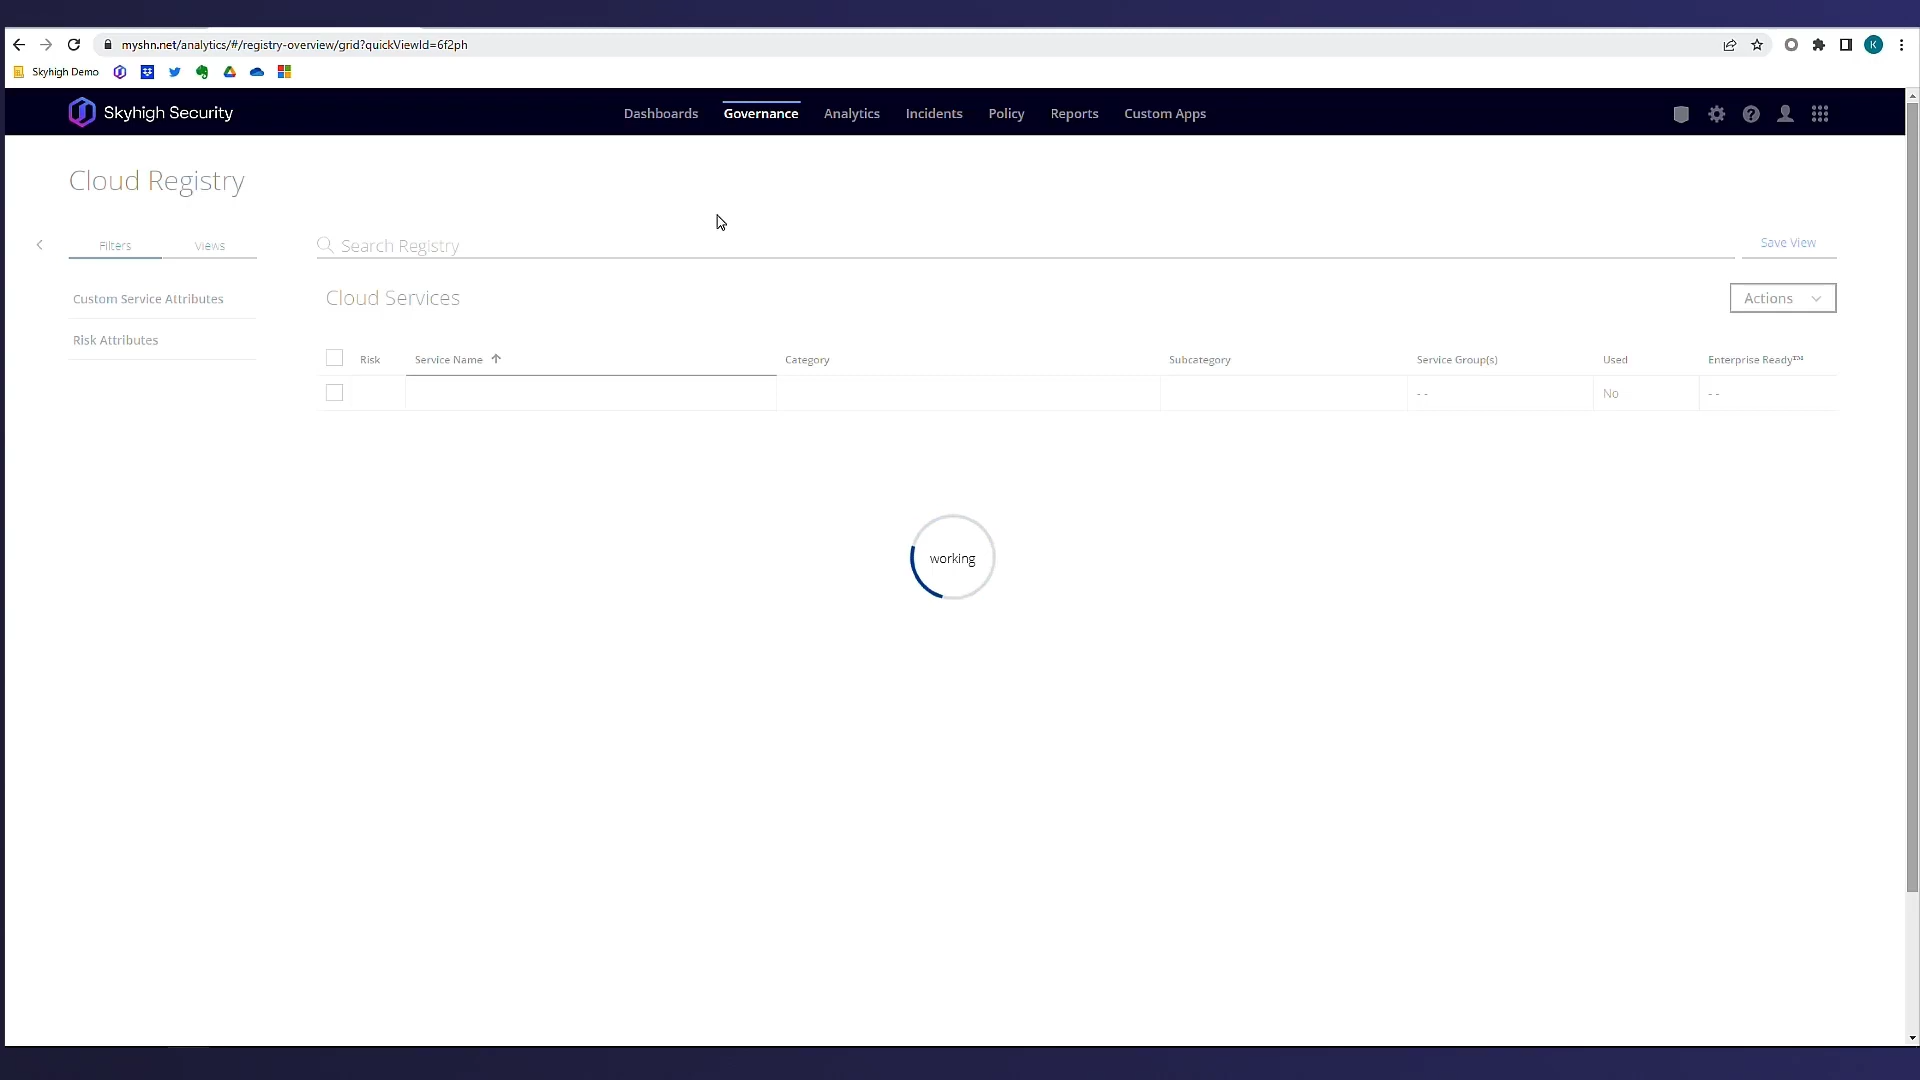 myshn.net/analytics/#/registry-overview/grid?quickViewId=6f2ph
K
Skyhigh Demo
Skyhigh Security
Dashboards Governance Analytics Incidents Policy Reports Custom Apps
Cloud Registry
Filters Views
Search Registry
Save View
Custom Service Attributes
Cloud Services
Actions
Risk Attributes
Risk Service Name Category Subcategory Service Group(s) Used Enterprise Ready™
-- No --
working